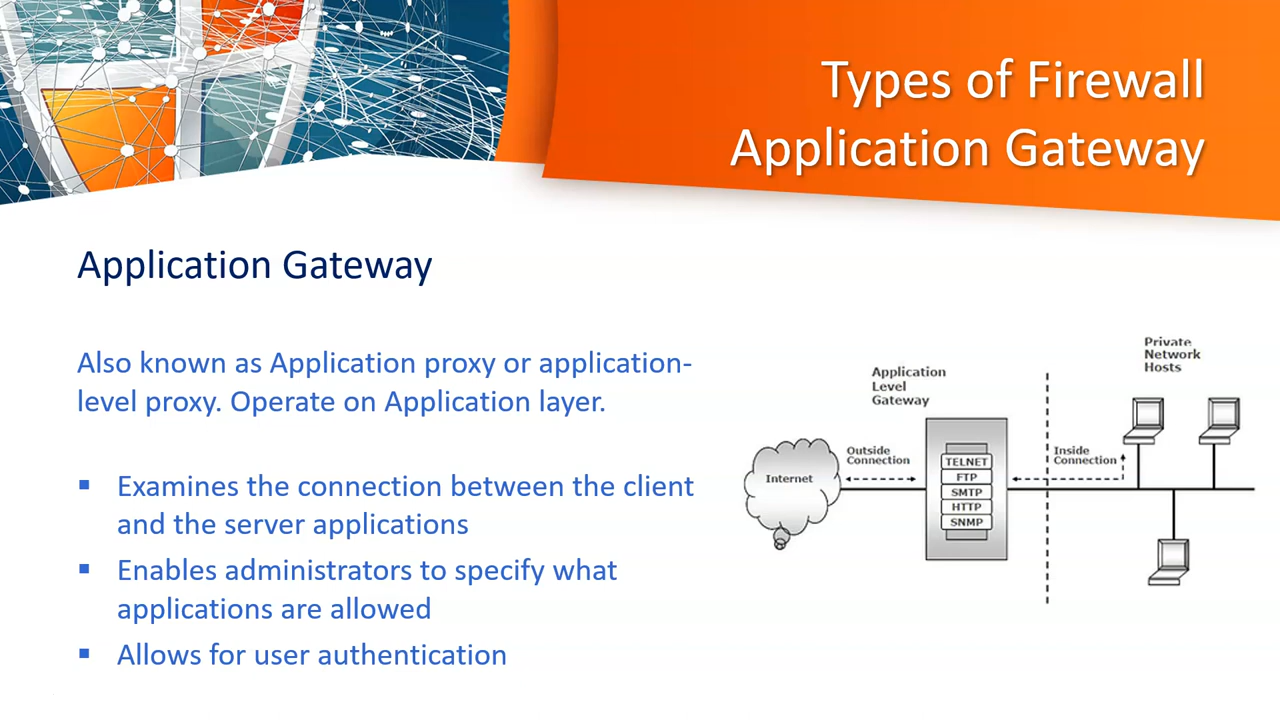 Types of Firewall
Application Gateway
Application Gateway
Also known as Application proxy or application-
level proxy. Operate on Application layer.
▪ Examines the connection between the client
and the server applications
▪ Enables administrators to specify what
applications are allowed
▪ Allows for user authentication
Private
Network
Hosts
Application
Level
Gateway
Outside
Connection
Inside
Connection
Internet
TELNET
FTP
SMTP
HTTP
SNMP